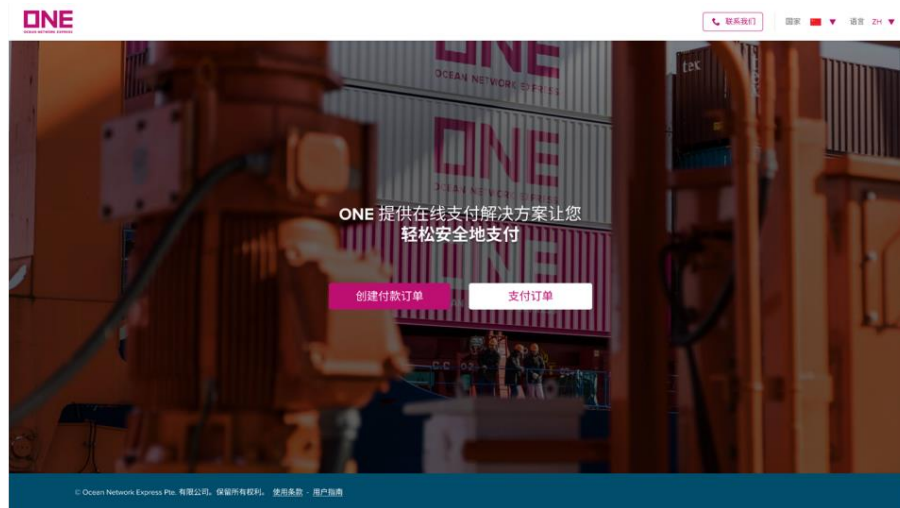 ONE
OCEAN NETWORK EXPRESS
联系我们
国家
语言 ZH
OCEAN NETWORK EXPRESS
tex
ONE
OCEAN NETWORK EXPRESS
ONE 提供在线支付解决方案让您
轻松安全地支付
创建付款订单
支付订单
© Ocean Network Express Pte. 有限公司。保留所有权利。 使用条款 - 用户指南